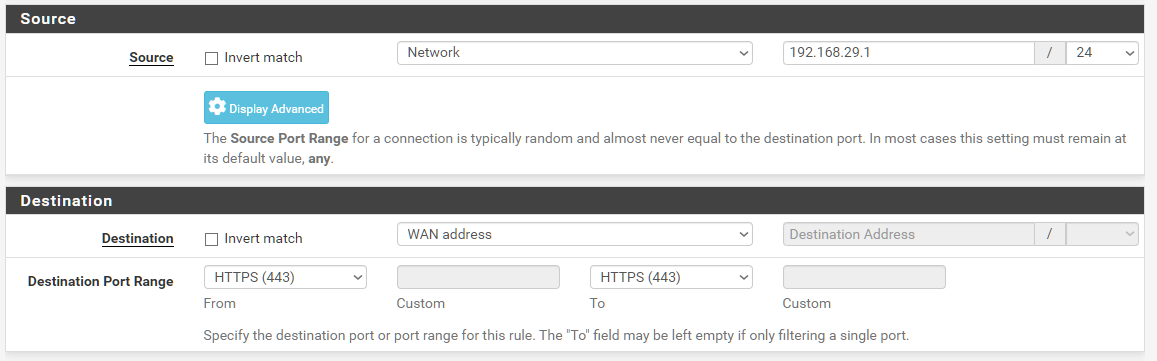 Source
Source Invert match Network 192.168.29.1 / 24
Display Advanced
The Source Port Range for a connection is typically random and almost never equal to the destination port. In most cases this setting must remain at
its default value, any.
Destination
Destination Invert match WAN address Destination Address /
Destination Port Range HTTPS (443) HTTPS (443)
From Custom To Custom
Specify the destination port or port range for this rule. The "To" field may be left empty if only filtering a single port.